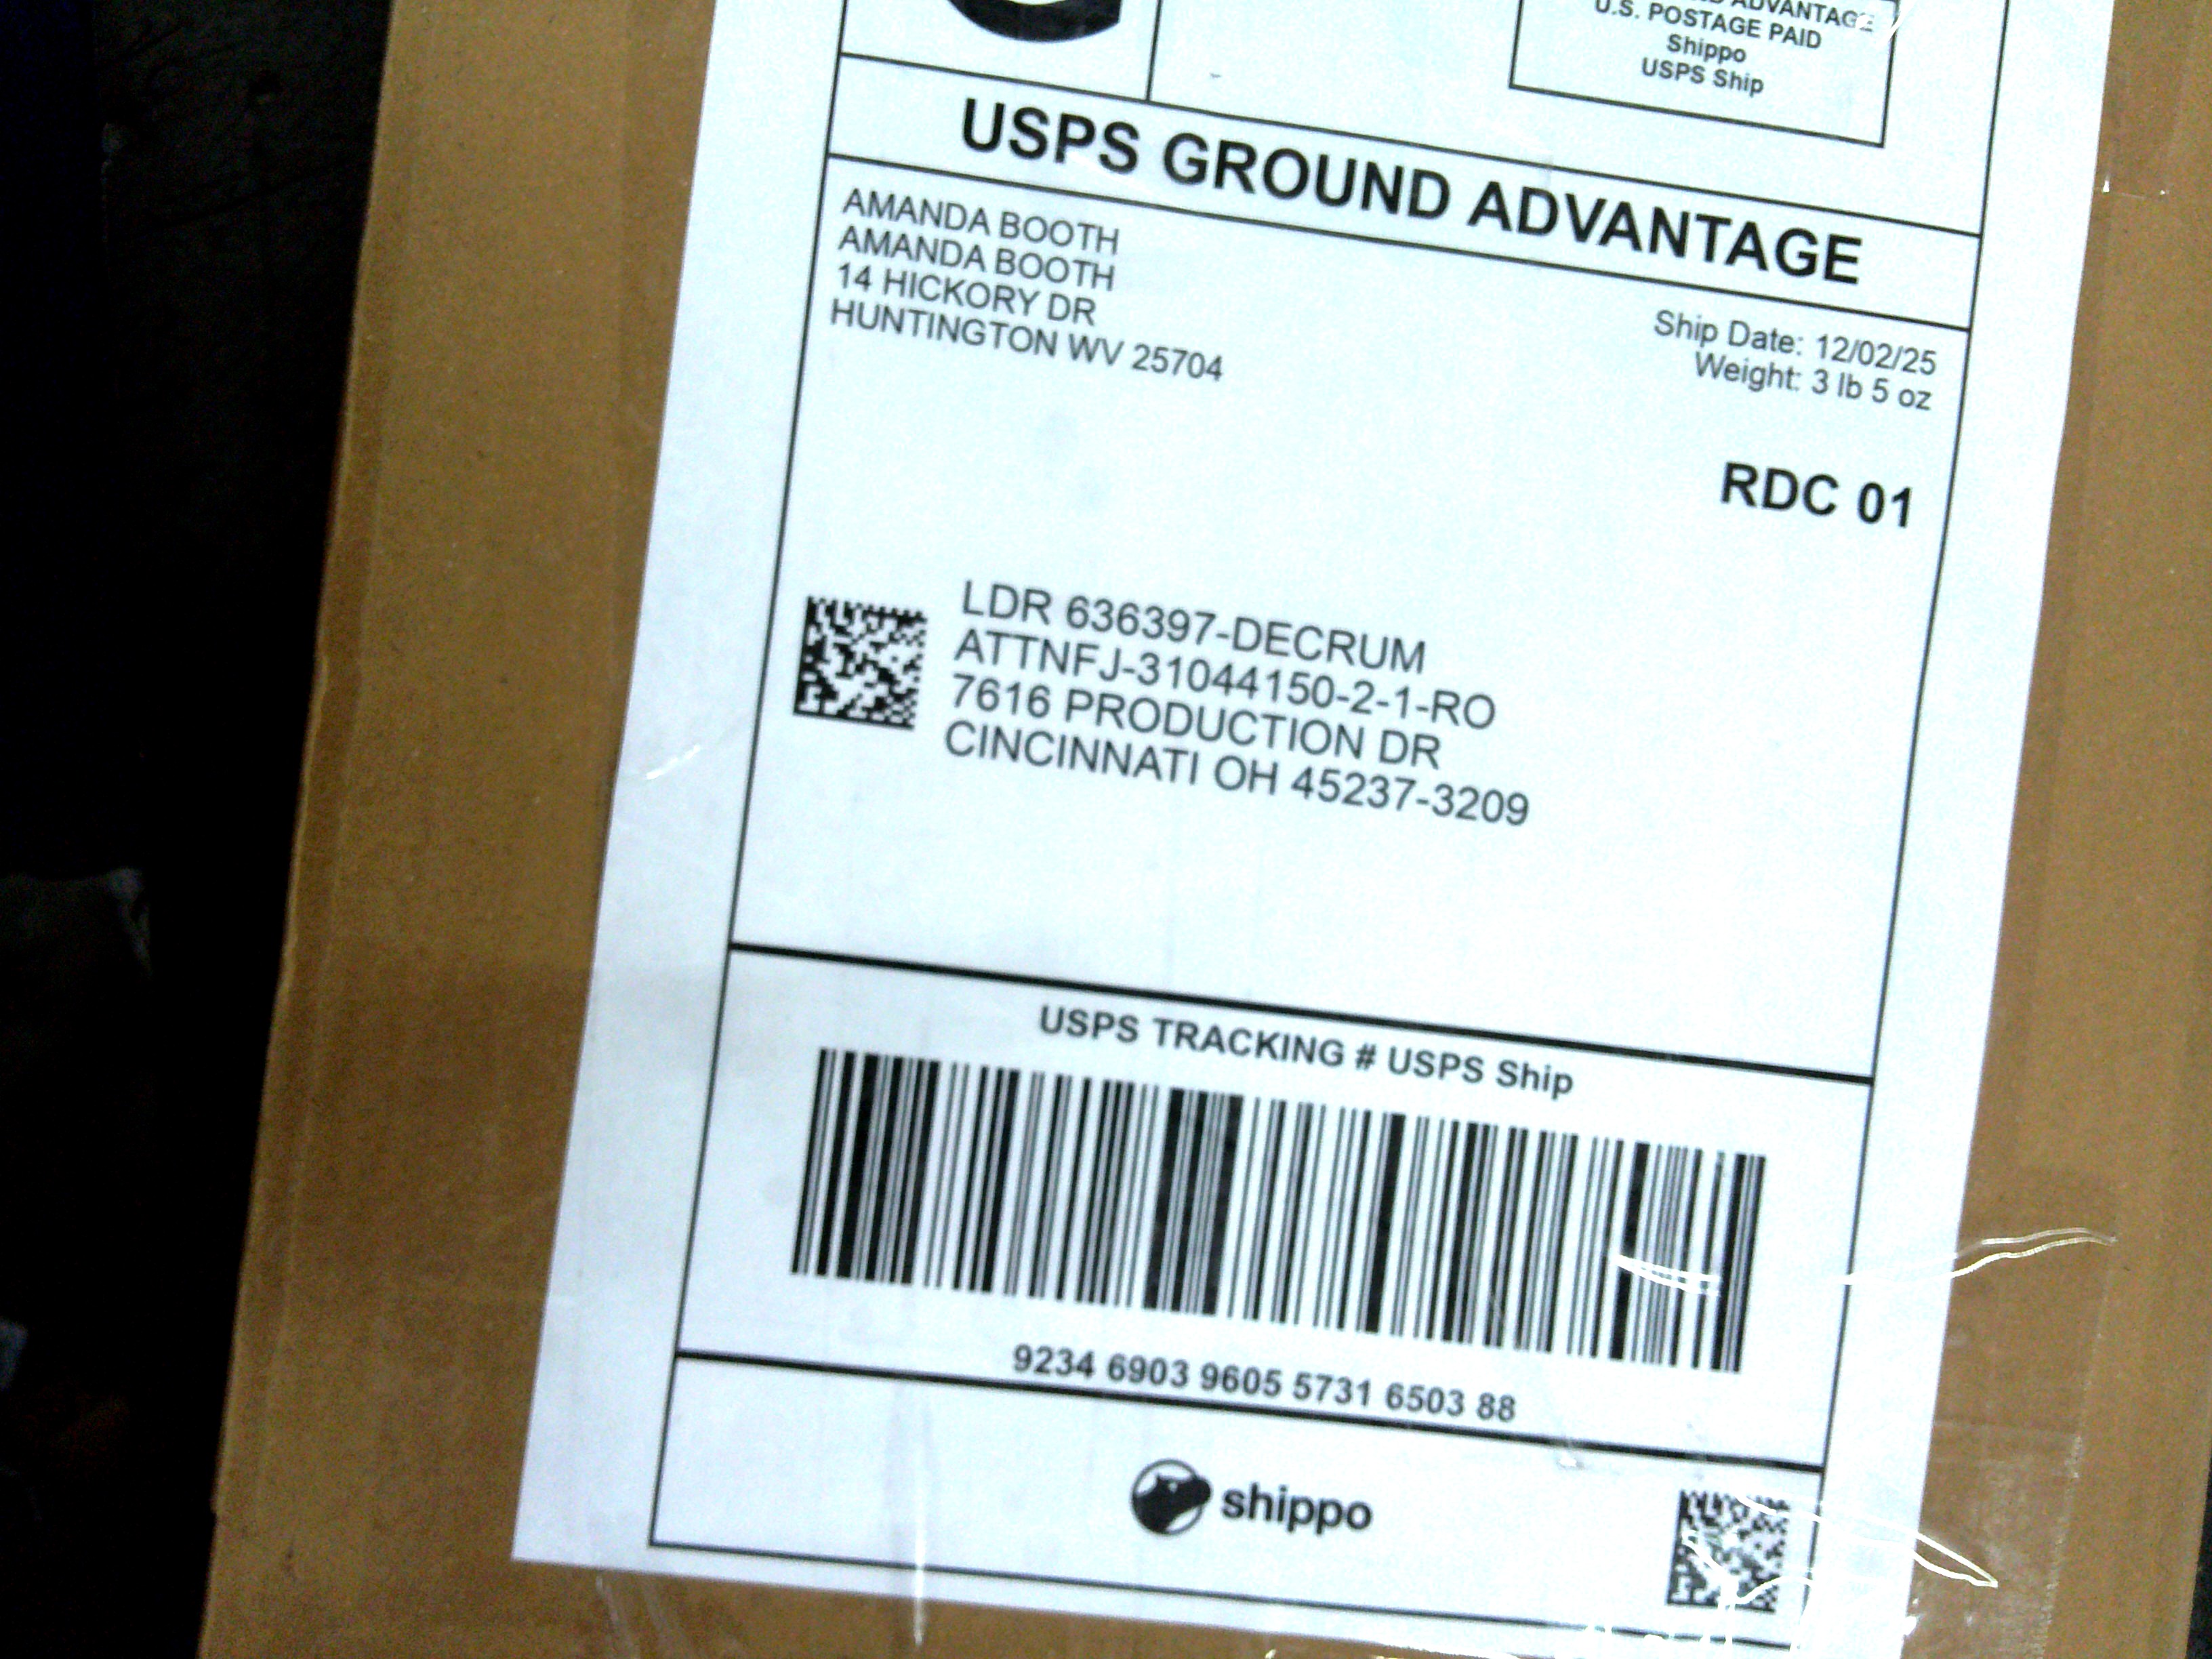 ADVANTAGE
U.S. POSTAGE PAID
Shippo
USPS Ship
USPS GROUND ADVANTAGE
AMANDA BOOTH
AMANDA BOOTH
14 HICKORY DR
HUNTINGTON WV 25704
Ship Date: 12/02/25
Weight: 3 lb 5 oz
RDC 01
LDR 636397-DECRUM
ATTNFJ-31044150-2-1-RO
7616 PRODUCTION DR
CINCINNATI OH 45237-3209
USPS TRACKING # USPS Ship
9234 6903 9605 5731 6503 88
shippo